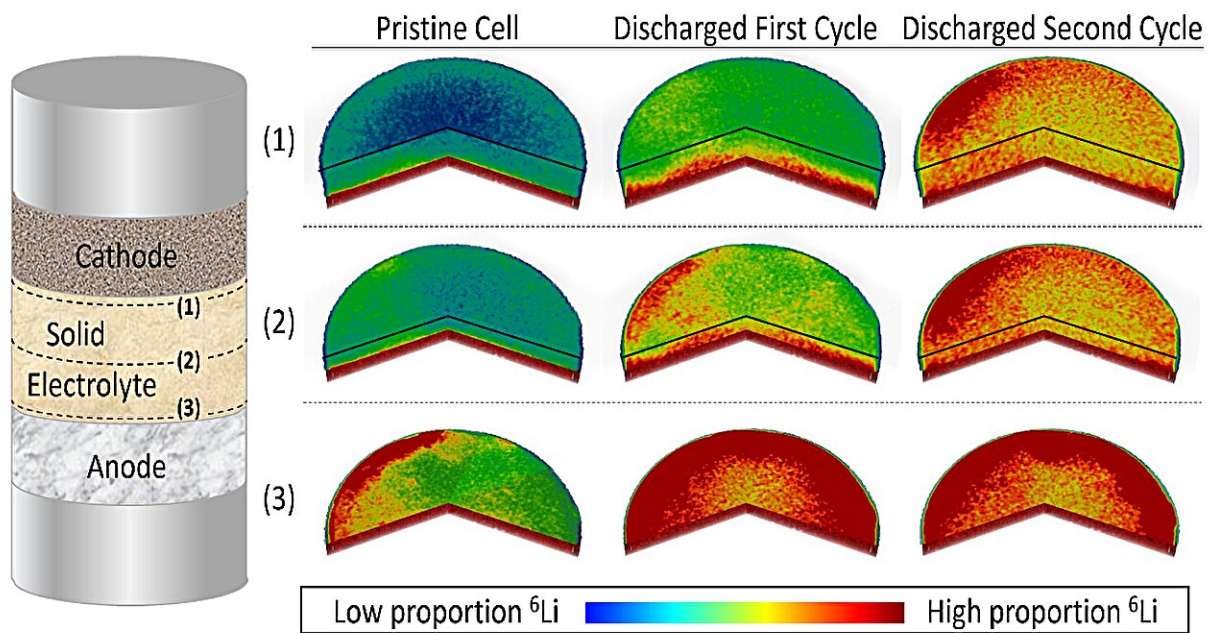 Pristine Cell Discharged First Cycle Discharged Second Cycle
Cathode
(1)
Solid
(2)
Electrolyte
(3)
Anode
(1)
(2)
(3)
Low proportion ⁶Li High proportion ⁶Li